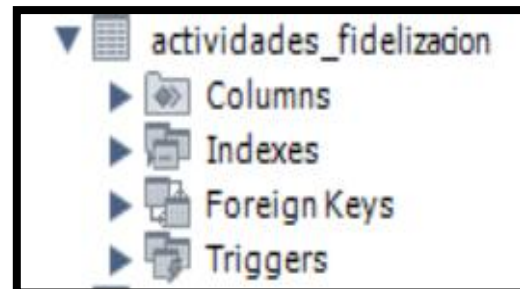 actividades_fidelizacion
Columns
Indexes
Foreign Keys
Triggers